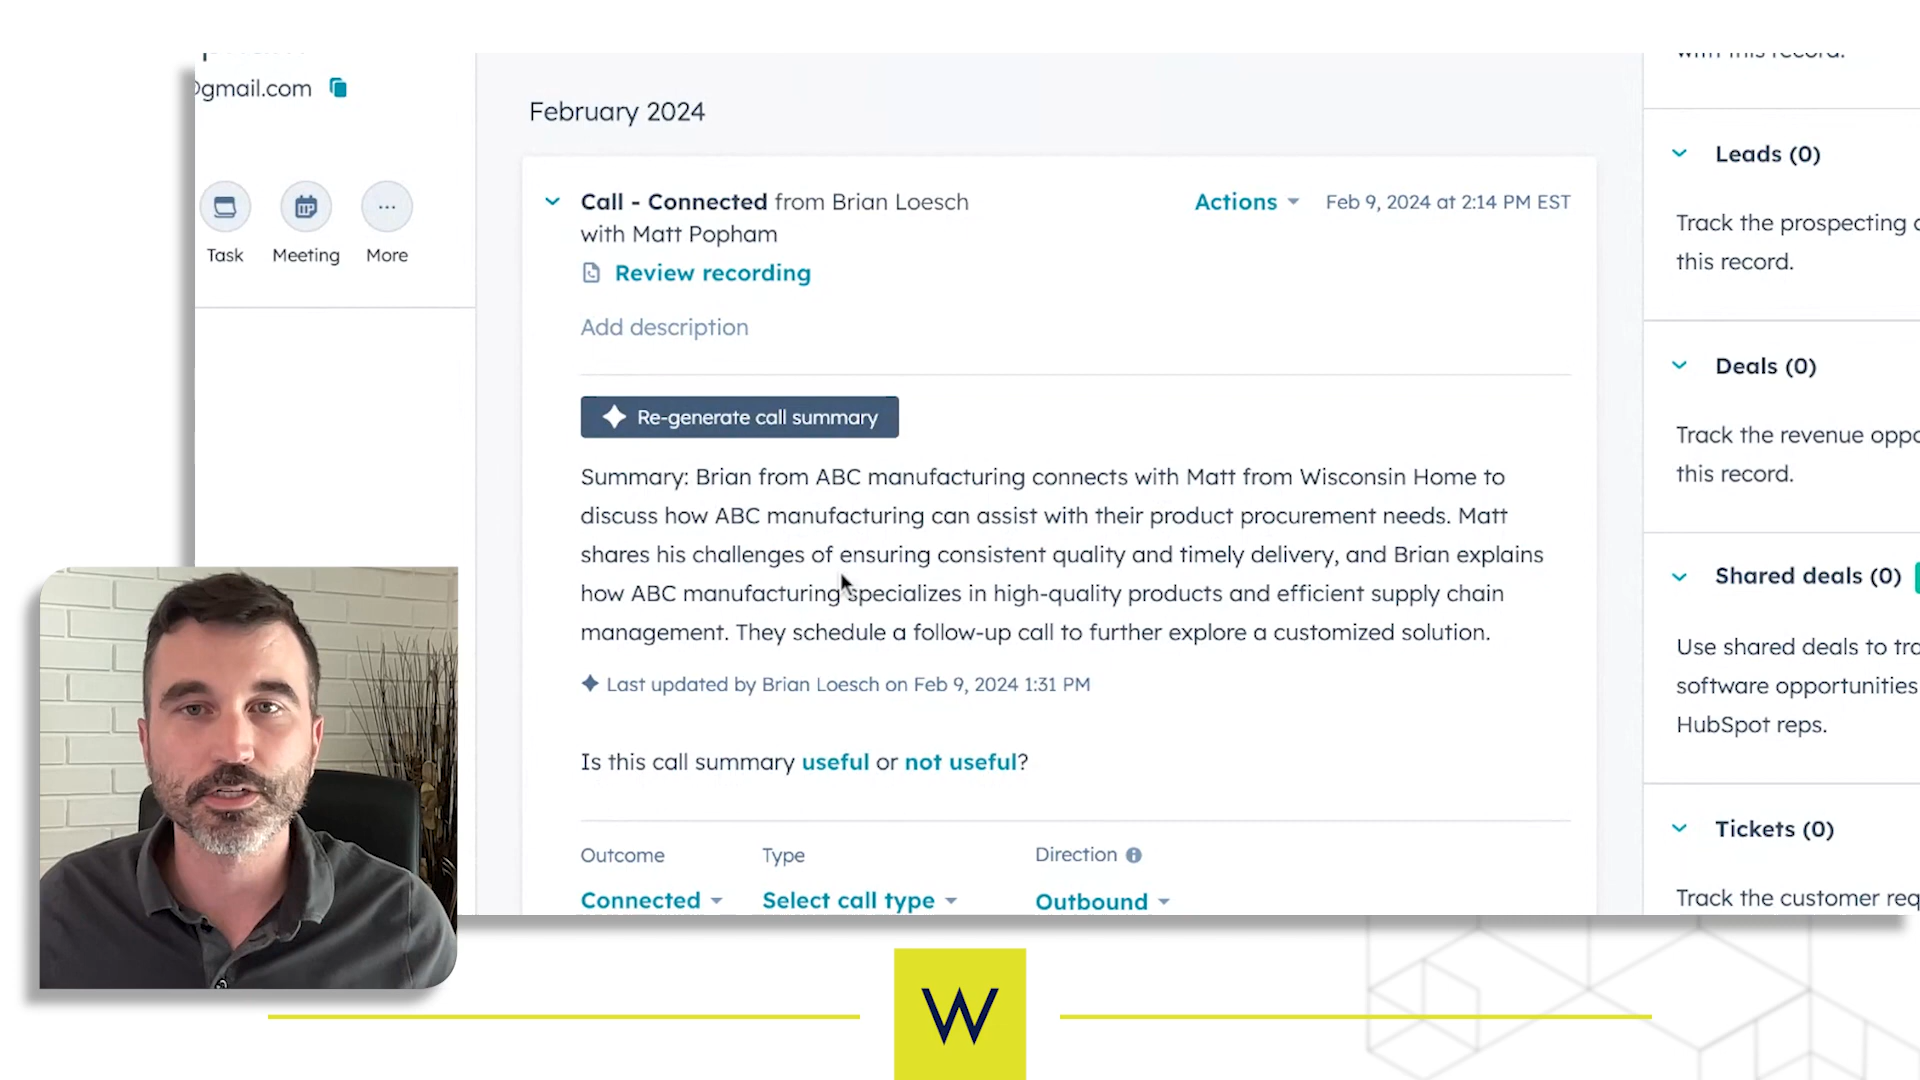 @gmail.com
Task
Meeting
More
February 2024
Call - Connected from Brian Loesch
with Matt Popham
Actions
Feb 9, 2024 at 2:14 PM EST
Review recording
Add description
Re-generate call summary
Summary: Brian from ABC manufacturing connects with Matt from Wisconsin Home to
discuss how ABC manufacturing can assist with their product procurement needs. Matt
shares his challenges of ensuring consistent quality and timely delivery, and Brian explains
how ABC manufacturing specializes in high-quality products and efficient supply chain
management. They schedule a follow-up call to further explore a customized solution.
Last updated by Brian Loesch on Feb 9, 2024 1:31 PM
Is this call summary useful or not useful?
Outcome
Type
Direction
Connected
Select call type
Outbound
with this record.
Leads (0)
Track the prospecting
this record.
Deals (0)
Track the revenue
this record.
Shared deals (0)
Use shared deals to
software opportunities
HubSpot reps.
Tickets (0)
Track the customer
W